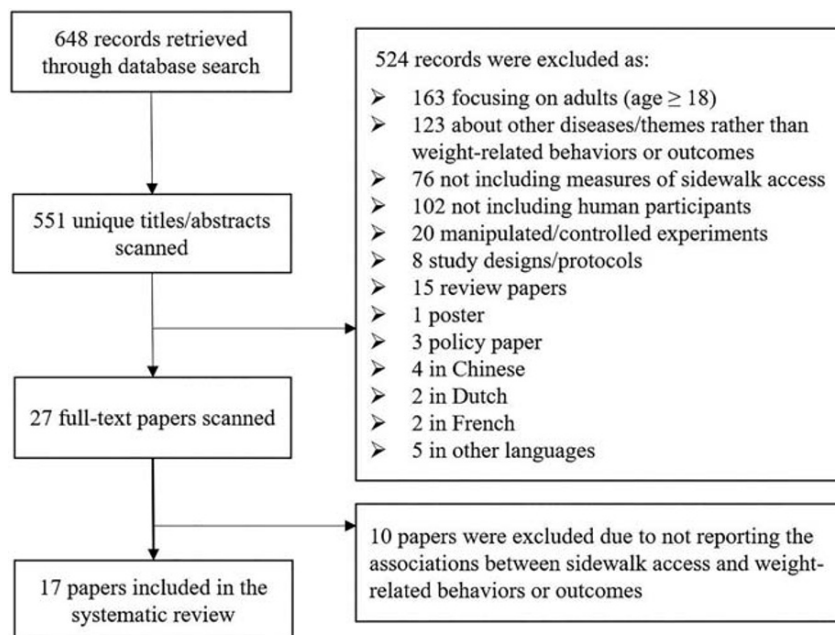 648 records retrieved
through database search
524 records were excluded as:
➢ 163 focusing on adults (age ≥ 18)
➢ 123 about other diseases/themes rather than
weight-related behaviors or outcomes
➢ 76 not including measures of sidewalk access
➢ 102 not including human participants
➢ 20 manipulated/controlled experiments
➢ 8 study designs/protocols
➢ 15 review papers
➢ 1 poster
➢ 3 policy paper
➢ 4 in Chinese
➢ 2 in Dutch
➢ 2 in French
➢ 5 in other languages
551 unique titles/abstracts
scanned
27 full-text papers scanned
10 papers were excluded due to not reporting the
associations between sidewalk access and weight-
related behaviors or outcomes
17 papers included in the
systematic review